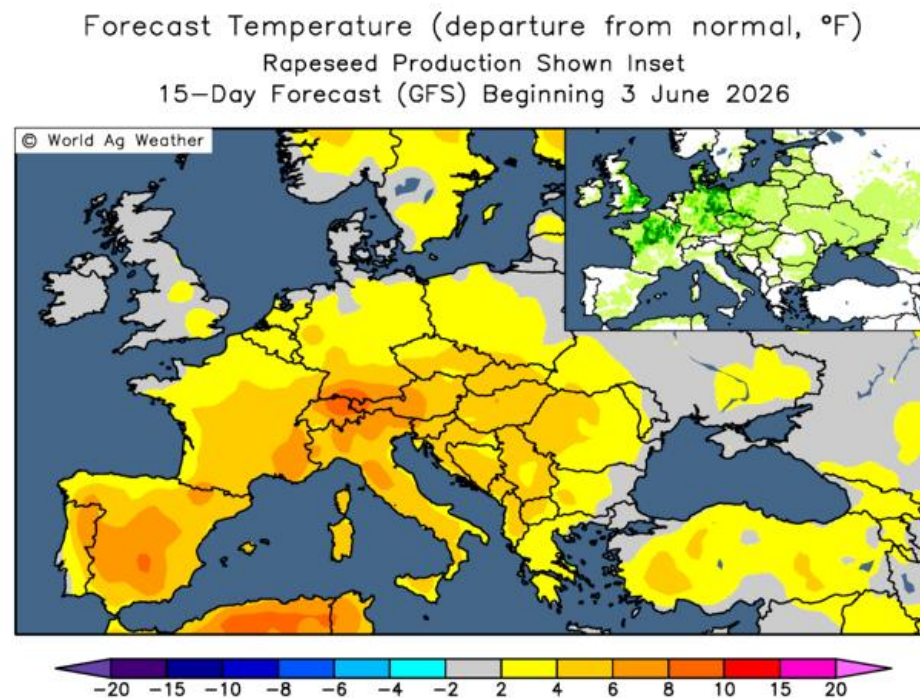 Forecast Temperature (departure from normal, °F)
Rapeseed Production Shown Inset
15-Day Forecast (GFS) Beginning 3 June 2026
© World Ag Weather
-20 -15 -10 -8 -6 -4 -2 2 4 6 8 10 15 20